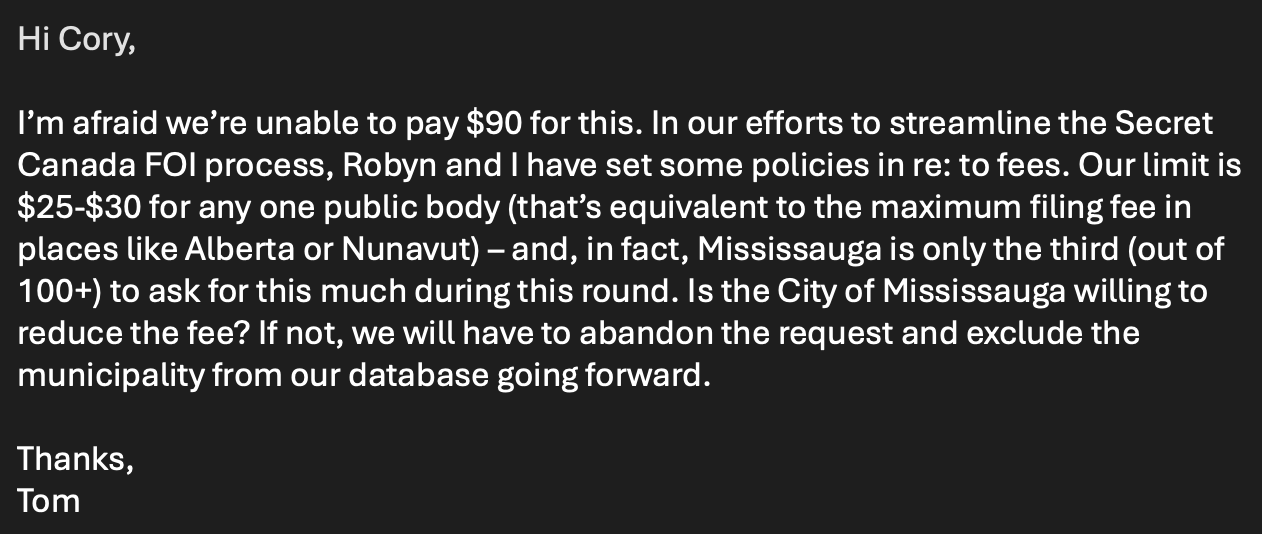 Hi Cory,
I’m afraid we’re unable to pay $90 for this. In our efforts to streamline the Secret
Canada FOI process, Robyn and I have set some policies in re: to fees. Our limit is
$25-$30 for any one public body (that’s equivalent to the maximum filing fee in
places like Alberta or Nunavut) – and, in fact, Mississauga is only the third (out of
100+) to ask for this much during this round. Is the City of Mississauga willing to
reduce the fee? If not, we will have to abandon the request and exclude the
municipality from our database going forward.
Thanks,
Tom